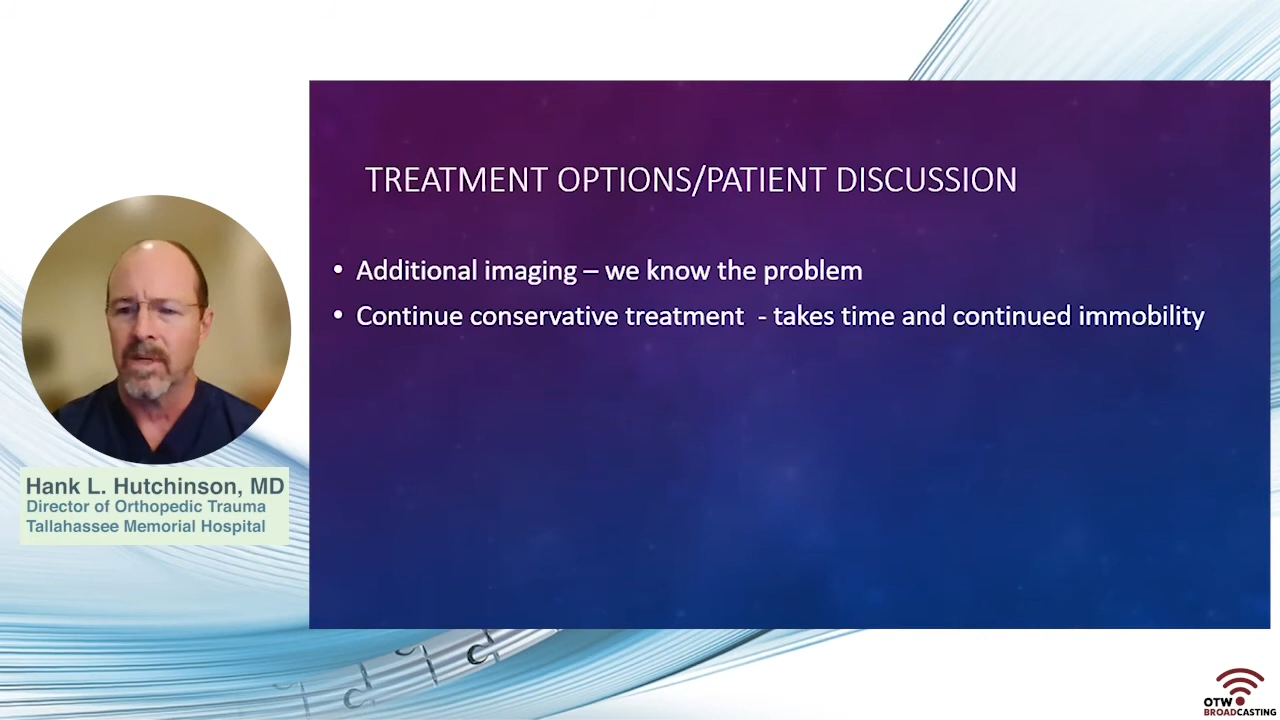 TREATMENT OPTIONS/PATIENT DISCUSSION
• Additional imaging – we know the problem
• Continue conservative treatment  - takes time and continued immobility
Hank L. Hutchinson, MD
Director of Orthopedic Trauma
Tallahassee Memorial Hospital
OTW
BROADCASTING